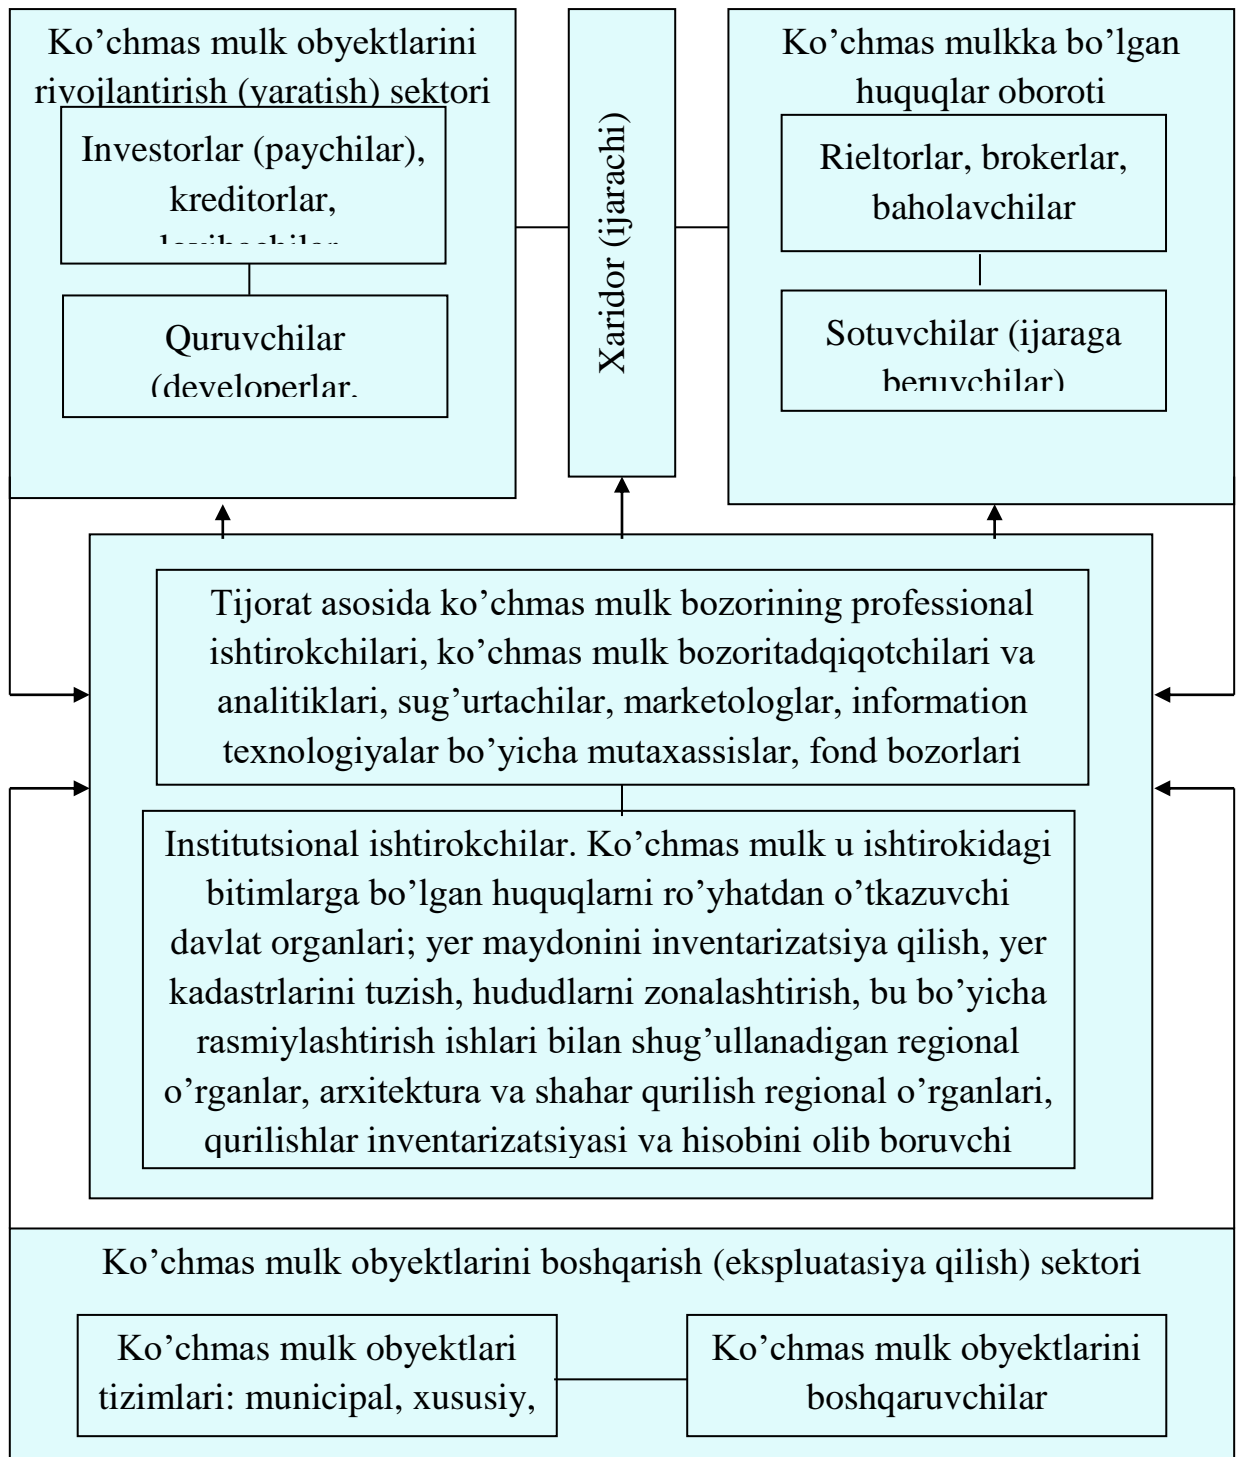 Ko’chmas mulk obyektlarini
rivojlantirish (yaratish) sektori
Investorlar (paychilar),
kreditorlar,
Quruvchilar
(developerlar,
Xaridor (ijarachi)
Ko’chmas mulkka bo’lgan
huquqlar oboroti
Rieltorlar, brokerlar,
baholavchilar
Sotuvchilar (ijaraga
beruvchilar)
Tijorat asosida ko’chmas mulk bozorining professional
ishtirokchilari, ko’chmas mulk bozoritadqiqotchilari va
analitiklari, sug’urtachilar, marketologlar, information
texnologiyalar bo’yicha mutaxassislar, fond bozorlari
Institutsional ishtirokchilar. Ko’chmas mulk u ishtirokidagi
bitimlarga bo’lgan huquqlarni ro’yhatdan o’tkazuvchi
davlat organlari; yer maydonini inventarizatsiya qilish, yer
kadastrlarini tuzish, hududlarni zonalashtirish, bu bo’yicha
rasmiylashtirish ishlari bilan shug’ullanadigan regional
o’rganlar, arxitektura va shahar qurilish regional o’rganlari,
qurilishlar inventarizatsiyasi va hisobini olib boruvchi
Ko’chmas mulk obyektlarini boshqarish (ekspluatasiya qilish) sektori
Ko’chmas mulk obyektlari
tizimlari: municipal, xususiy,
Ko’chmas mulk obyektlarini
boshqaruvchilar